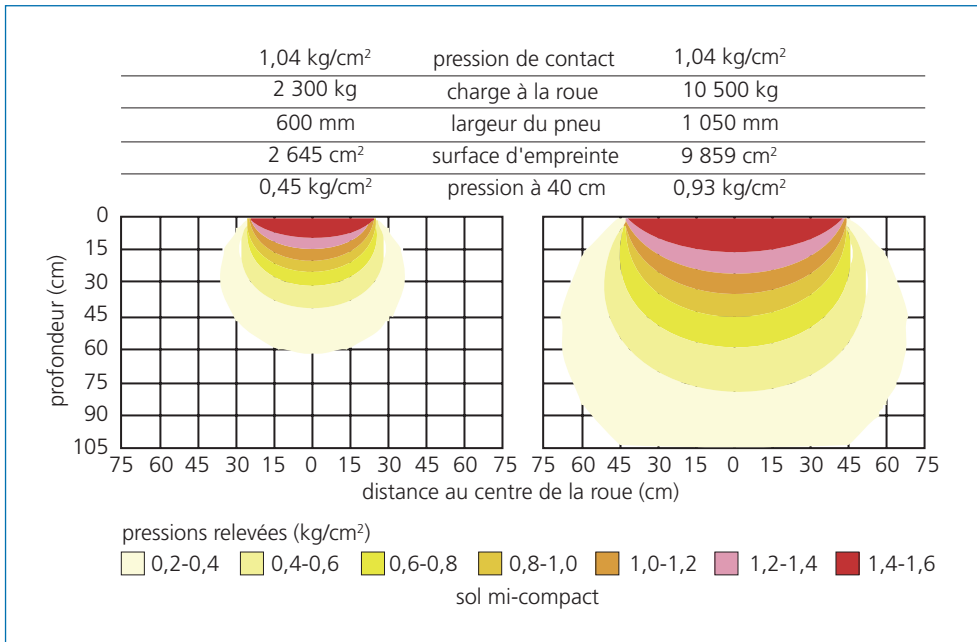 1,04 kg/cm² pression de contact 1,04 kg/cm²
2 300 kg charge à la roue 10 500 kg
600 mm largeur du pneu 1 050 mm
2 645 cm² surface d'empreinte 9 859 cm²
0,45 kg/cm² pression à 40 cm 0,93 kg/cm²
profondeur (cm)
0
15
30
45
60
75
90
105
75 60 45 30 15 0 15 30 45 60 75 75 60 45 30 15 0 15 30 45 60 75
distance au centre de la roue (cm)
pressions relevées (kg/cm²)
0,2-0,4 0,4-0,6 0,6-0,8 0,8-1,0 1,0-1,2 1,2-1,4 1,4-1,6
sol mi-compact